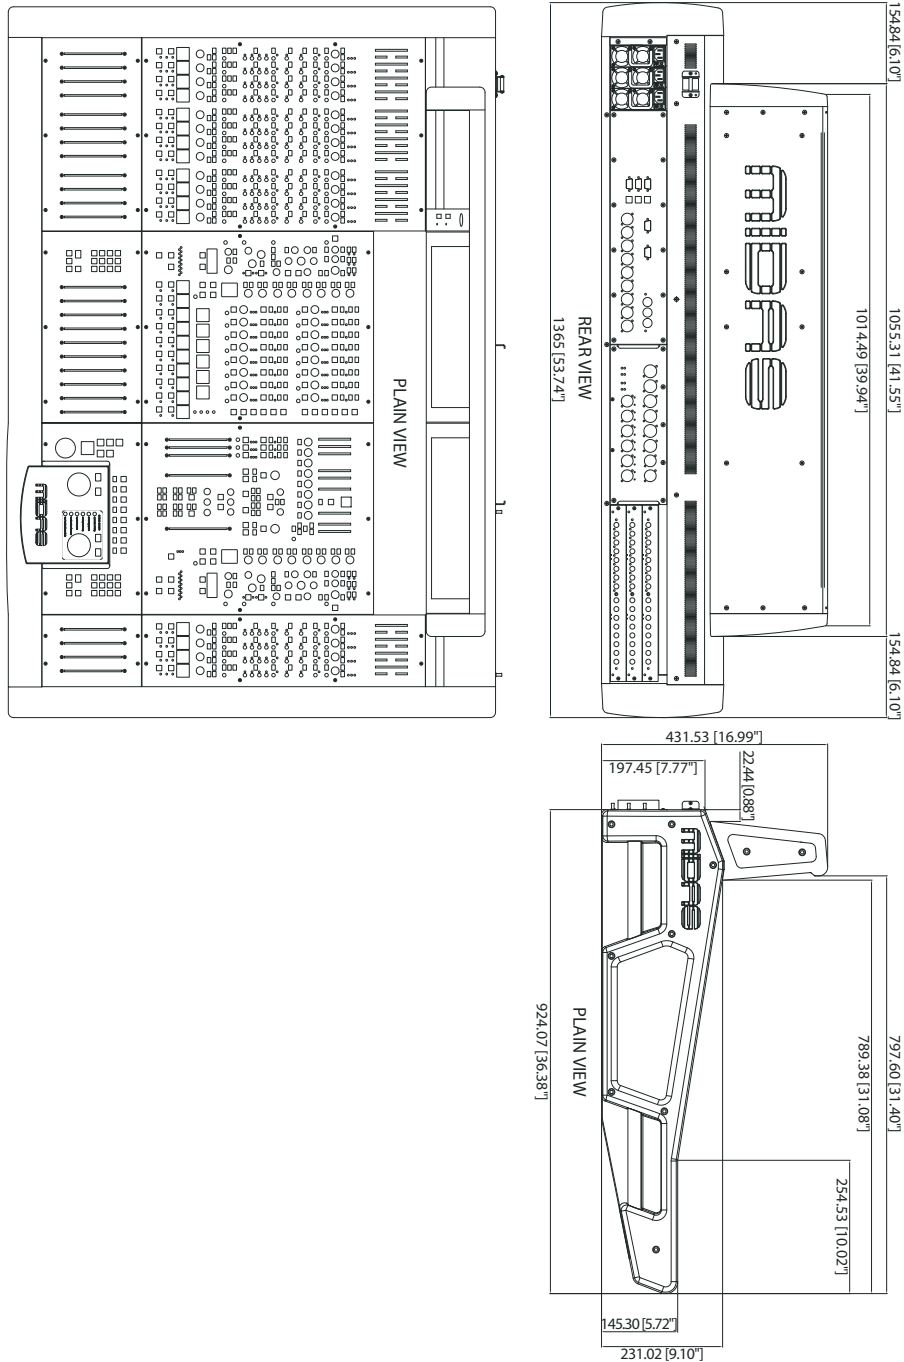 154.84 [6.10"]
1055.31 [41.55"]
1014.49 [39.94"]
154.84 [6.10"]
MIDAS
REAR VIEW
1365 [53.74"]
PLAIN VIEW
MIDAS
431.53 [16.99"]
197.45 [7.77"]
22.44 [0.88"]
MIDAS
797.60 [31.40"]
789.38 [31.08"]
254.53 [10.02"]
PLAIN VIEW
924.07 [36.38"]
145.30 [5.72"]
231.02 [9.10"]